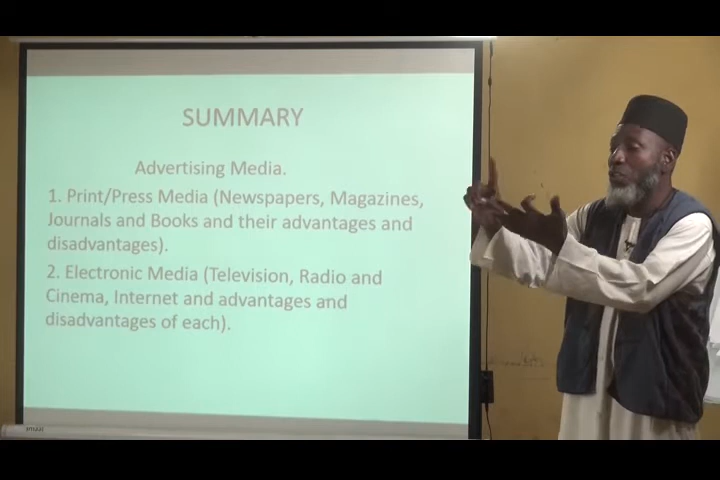 SUMMARY
Advertising Media.
1. Print/Press Media (Newspapers, Magazines,
Journals and Books and their advantages and
disadvantages).
2. Electronic Media (Television, Radio and
Cinema, Internet and advantages and
disadvantages of each).